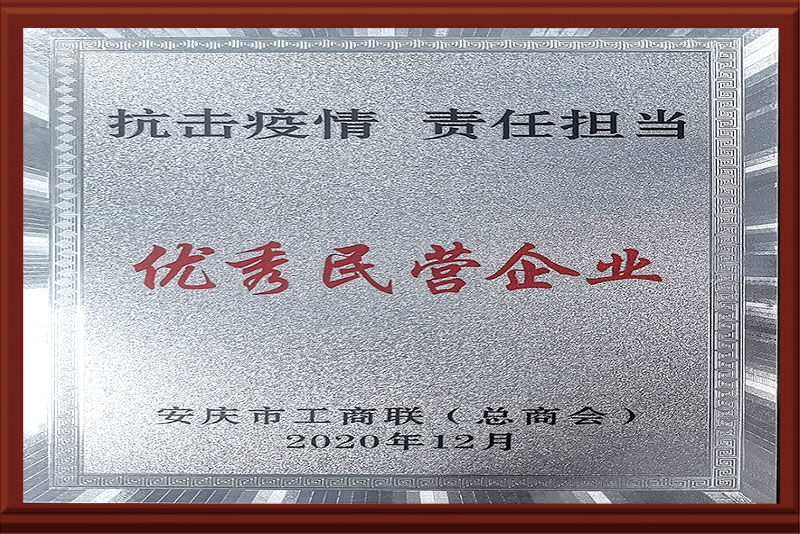 抗击疫情 责任担当
优秀民营企业
安庆市工商联（总商会）
2020年12月